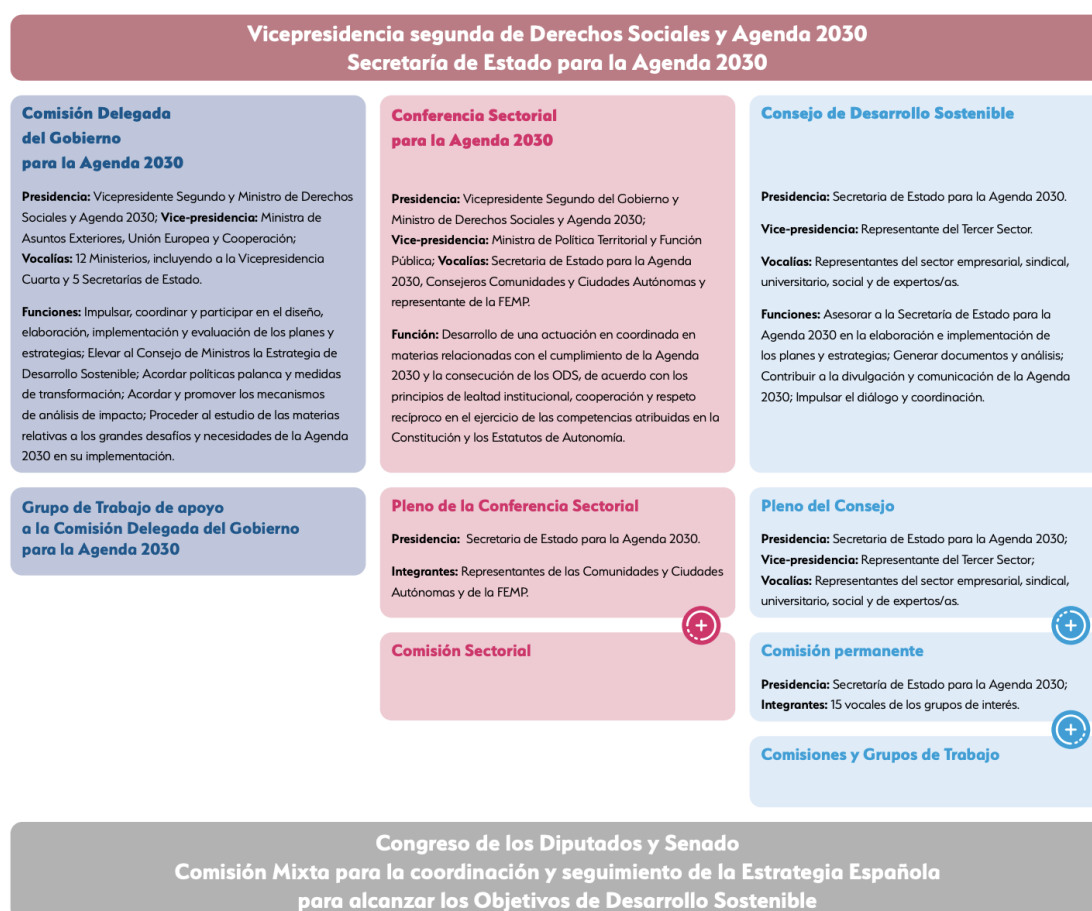 Vicepresidencia segunda de Derechos Sociales y Agenda 2030
Secretaría de Estado para la Agenda 2030
Comisión Delegada
del Gobierno
para la Agenda 2030
Presidencia: Vicepresidente Segundo y Ministro de Derechos
Sociales y Agenda 2030; Vice-presidencia: Ministra de
Asuntos Exteriores, Unión Europea y Cooperación;
Vocalías: 12 Ministerios, incluyendo a la Vicepresidencia
Cuarta y 5 Secretarías de Estado.
Funciones: Impulsar, coordinar y participar en el diseño,
elaboración, implementación y evaluación de los planes y
estrategias; Elevar al Consejo de Ministros la Estrategia de
Desarrollo Sostenible; Acordar políticas palanca y medidas
de transformación; Acordar y promover los mecanismos
de análisis de impacto; Proceder al estudio de las materias
relativas a los grandes desafíos y necesidades de la Agenda
2030 en su implementación.
Grupo de Trabajo de apoyo
a la Comisión Delegada del Gobierno
para la Agenda 2030
Conferencia Sectorial
para la Agenda 2030
Presidencia: Vicepresidente Segundo del Gobierno y
Ministro de Derechos Sociales y Agenda 2030;
Vice-presidencia: Ministra de Política Territorial y Función
Pública; Vocalías: Secretaria de Estado para la Agenda
2030, Consejeros Comunidades y Ciudades Autónomas y
representante de la FEMP.
Función: Desarrollo de una actuación en coordinada en
materias relacionadas con el cumplimiento de la Agenda
2030 y la consecución de los ODS, de acuerdo con los
principios de lealtad institucional, cooperación y respeto
recíproco en el ejercicio de las competencias atribuidas en la
Constitución y los Estatutos de Autonomía.
Pleno de la Conferencia Sectorial
Presidencia: Secretaria de Estado para la Agenda 2030.
Integrantes: Representantes de las Comunidades y Ciudades
Autónomas y de la FEMP.
Comisión Sectorial
Consejo de Desarrollo Sostenible
Presidencia: Secretaria de Estado para la Agenda 2030.
Vice-presidencia: Representante del Tercer Sector.
Vocalías: Representantes del sector empresarial, sindical,
universitario, social y de expertos/as.
Funciones: Asesorar a la Secretaría de Estado para la
Agenda 2030 en la elaboración e implementación de
los planes y estrategias; Generar documentos y análisis;
Contribuir a la divulgación y comunicación de la Agenda
2030; Impulsar el diálogo y coordinación.
Pleno del Consejo
Presidencia: Secretaria de Estado para la Agenda 2030;
Vice-presidencia: Representante del Tercer Sector;
Vocalías: Representantes del sector empresarial, sindical,
universitario, social y de expertos/as.
Comisión permanente
Presidencia: Secretaría de Estado para la Agenda 2030;
Integrantes: 15 vocales de los grupos de interés.
Comisiones y Grupos de Trabajo
Congreso de los Diputados y Senado
Comisión Mixta para la coordinación y seguimiento de la Estrategia Española
para alcanzar los Objetivos de Desarrollo Sostenible